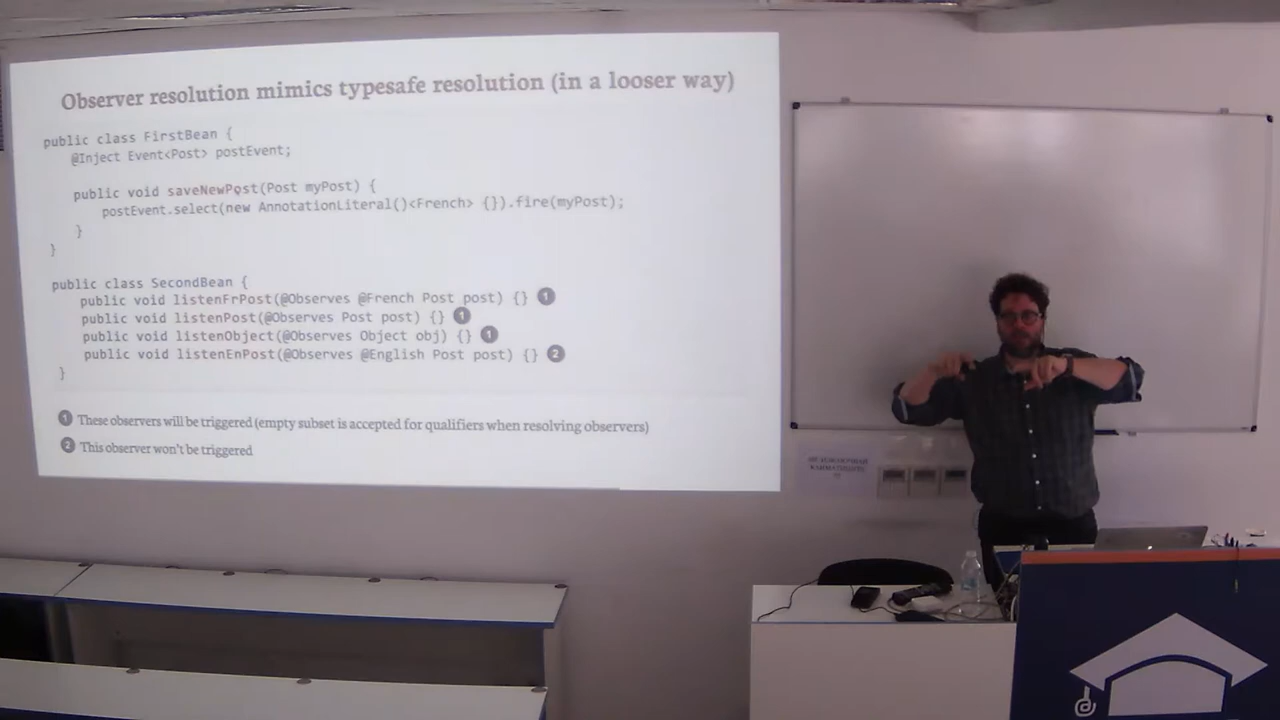 Observer resolution mimics typesafe resolution (in a looser way)
public class FirstBean {
@Inject Event<Post> postEvent;
public void saveNewPost(Post myPost) {
postEvent.select(new AnnotationLiteral()<French> {}).fire(myPost);
}
}
public class SecondBean {
public void listenFrPost(@Observes @French Post post) {} 1
public void listenPost(@Observes Post post) {} 1
public void listenObject(@Observes Object obj) {} 1
public void listenEnPost(@Observes @English Post post) {} 2
}
1 These observers will be triggered (empty subset is accepted for qualifiers when resolving observers)
2 This observer won't be triggered